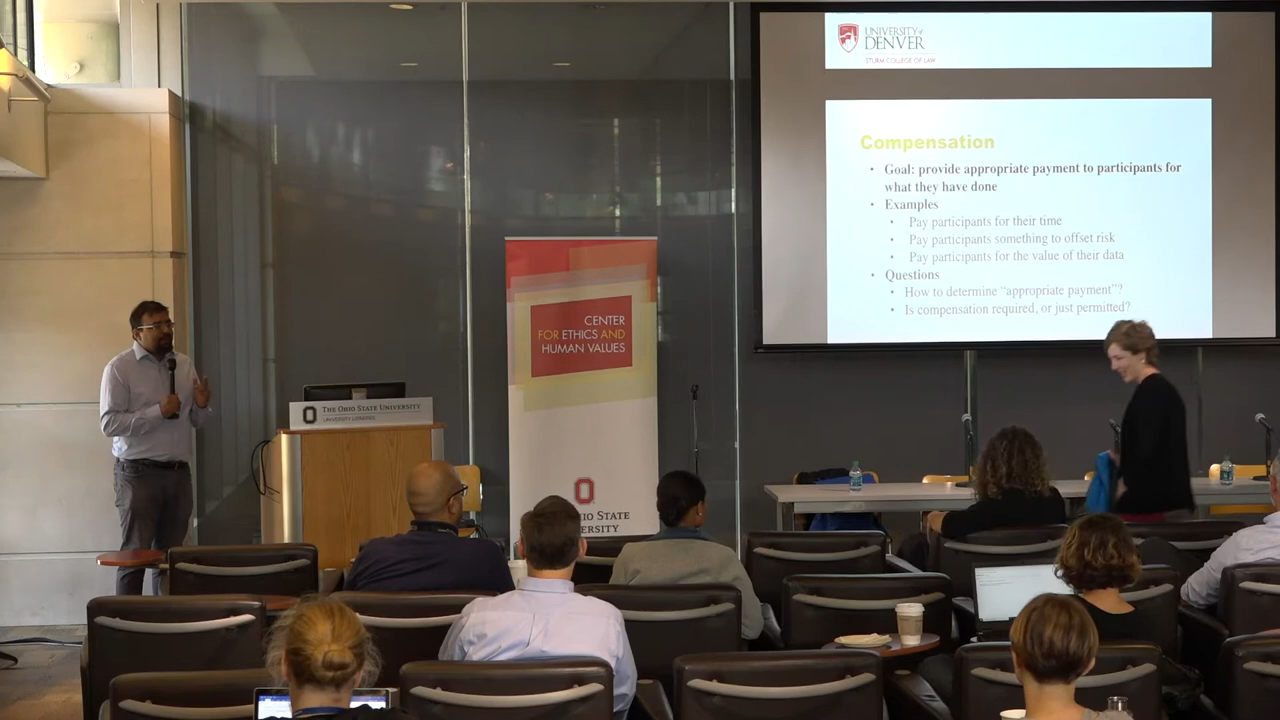 UNIVERSITY of
DENVER
STURM COLLEGE OF LAW
Compensation
• Goal: provide appropriate payment to participants for
what they have done
• Examples
• Pay participants for their time
• Pay participants something to offset risk
• Pay participants for the value of their data
• Questions
• How to determine “appropriate payment”?
• Is compensation required, or just permitted?
CENTER
FOR ETHICS AND
HUMAN VALUES
THE OHIO STATE UNIVERSITY
UNIVERSITY LIBRARIES
HIO STATE
ERSITY